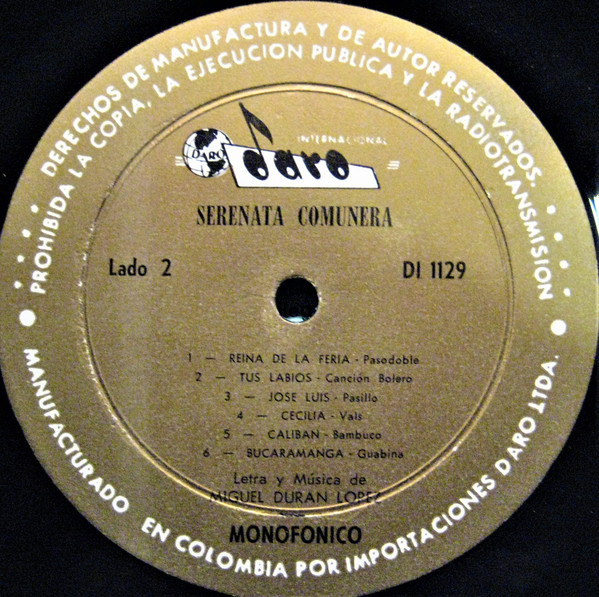 DERECHOS DE MANUFACTURA Y DE AUTOR RESERVADOS.
PROHIBIDA LA COPIA, LA EJECUCION PUBLICA Y LA RADIOTRANSMISION
INTERNACIONAL
DARO
daro
SERENATA COMUNERA
Lado 2
DI 1129
1 — REINA DE LA FERIA - Pasodoble
2 — TUS LABIOS - Canción Bolero
3 — JOSE LUIS - Pasillo
4 — CECILIA - Vals
5 — CALIBAN - Bambuco
6 — BUCARAMANGA - Guabina
Letra y Música de
MIGUEL DURAN LOPEZ
MONOFONICO
MANUFACTURADO EN COLOMBIA POR IMPORTACIONES DARO LTDA.